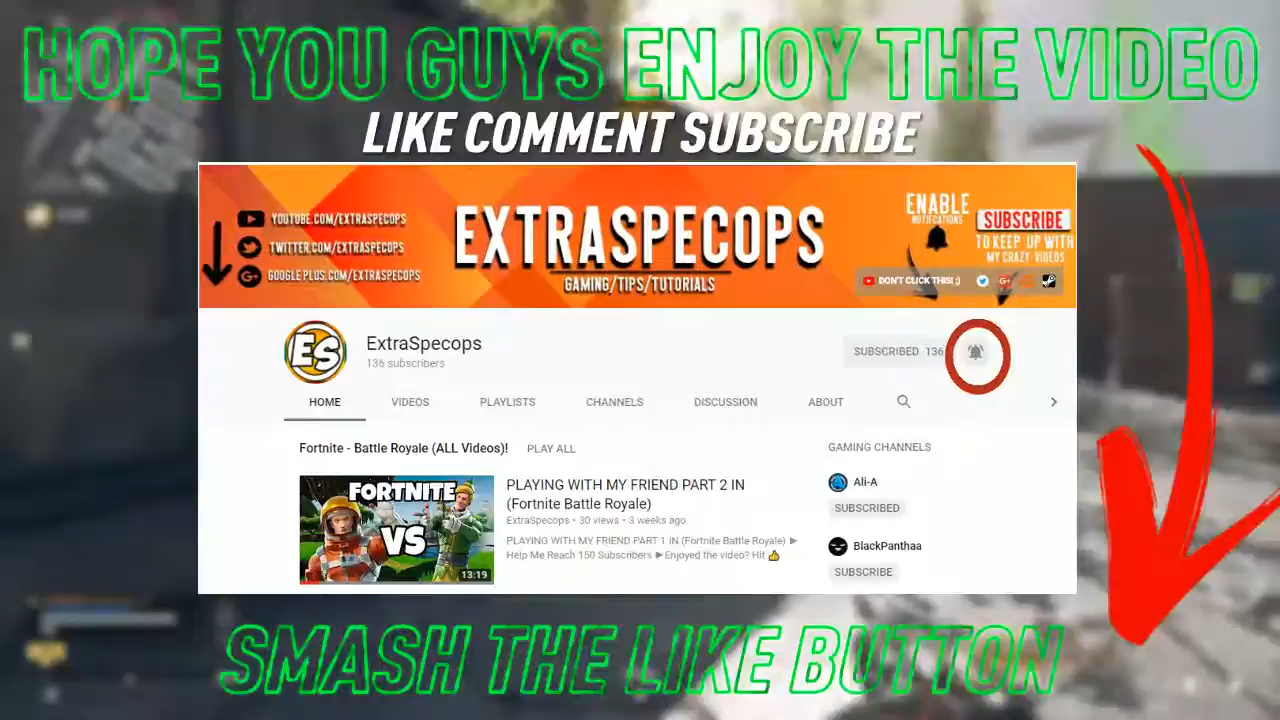 HOPE YOU GUYS ENJOY THE VIDEO
LIKE COMMENT SUBSCRIBE
YOUTUBE.COM/EXTRASPECOPS
TWITTER.COM/EXTRASPECOPS
GOOGLE PLUS.COM/EXTRASPECOPS
EXTRASPECOPS
GAMING/TIPS/TUTORIALS
ENABLE
NOTIFICATIONS
SUBSCRIBE
TO KEEP UP WITH
MY CRAZY VIDEOS
DON'T CLICK THIS! ;)
ES
ExtraSpecops
136 subscribers
SUBSCRIBED 136
HOME VIDEOS PLAYLISTS CHANNELS DISCUSSION ABOUT
Fortnite - Battle Royale (ALL Videos)! PLAY ALL
FORTNITE
VS
13:19
PLAYING WITH MY FRIEND PART 2 IN
(Fortnite Battle Royale)
ExtraSpecops • 30 views • 3 weeks ago
PLAYING WITH MY FRIEND PART 1 IN (Fortnite Battle Royale) ►
Help Me Reach 150 Subscribers ►Enjoyed the video? Hit 👍
GAMING CHANNELS
Ali-A
SUBSCRIBED
BlackPanthaa
SUBSCRIBE
SMASH THE LIKE BUTTON